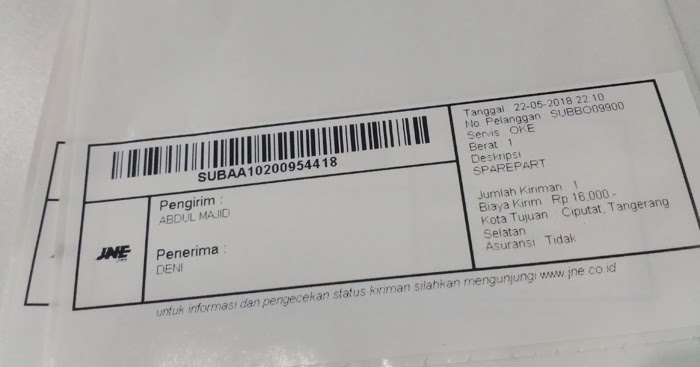 SUBAA10200954418
Pengirim :
ABDUL MAJID
JNE
Penerima :
DENI
Tanggal : 22-05-2018 22:10
No. Pelanggan : SUBBO09900
Servis : OKE
Berat : 1
Deskripsi :
SPAREPART
Jumlah Kiriman : 1
Biaya Kirim : Rp 16,000.-
Kota Tujuan : Ciputat, Tangerang
Selatan
Asuransi : Tidak
untuk informasi dan pengecekan status kiriman silahkan mengunjungi www.jne.co.id